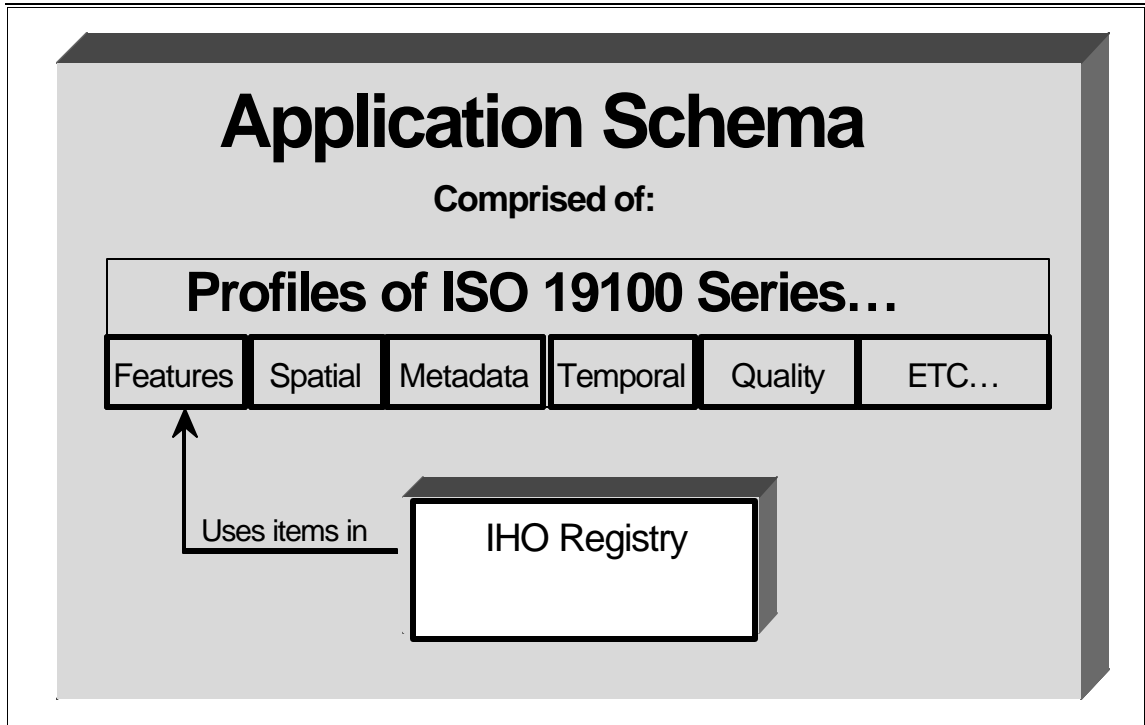 Application Schema
Comprised of:
Profiles of ISO 19100 Series…
Features Spatial Metadata Temporal Quality ETC…
Uses items in
IHO Registry